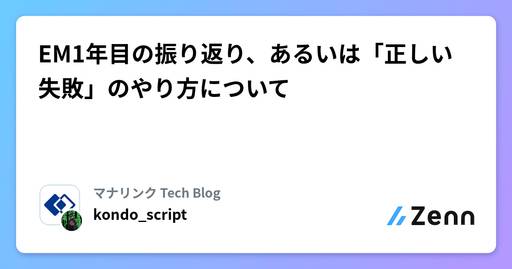 EM1年目の振り返り、あるいは「正しい
失敗」のやり方について
マナリンク Tech Blog
kondo_script
Zenn